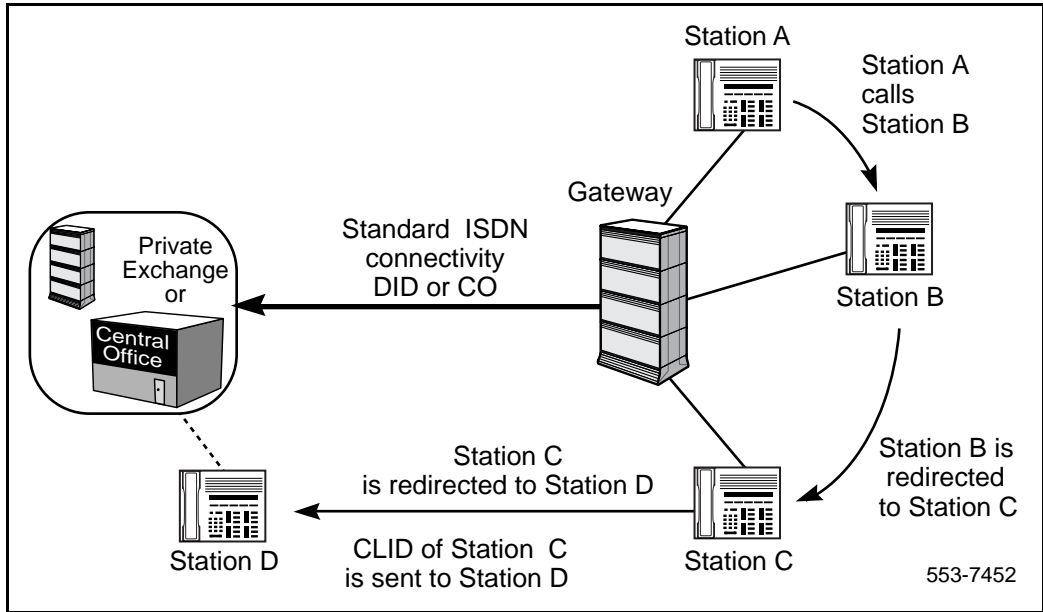 Station A
Station A
calls
Station B
Gateway
Standard ISDN
connectivity
DID or CO
Private
Exchange
or
Central
Office
Station B
Station B is
redirected
to Station C
Station C
is redirected to Station D
Station D
CLID of Station C
is sent to Station D
Station C
553-7452